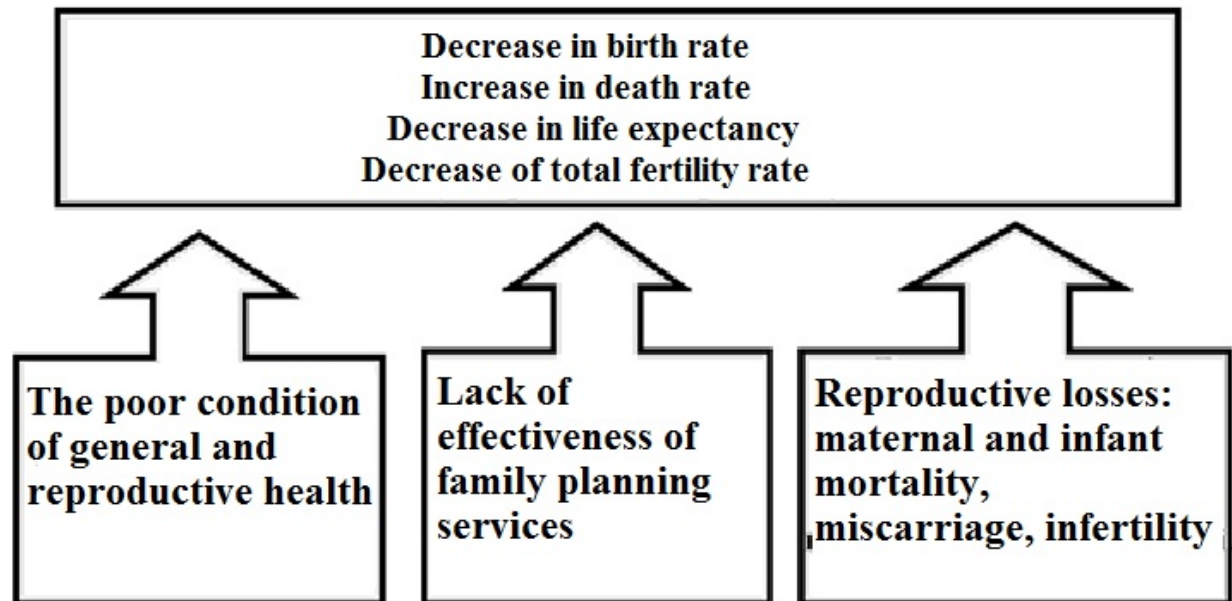 Decrease in birth rate
Increase in death rate
Decrease in life expectancy
Decrease of total fertility rate
The poor condition
of general and
reproductive health
Lack of
effectiveness of
family planning
services
Reproductive losses:
maternal and infant
mortality,
miscarriage, infertility